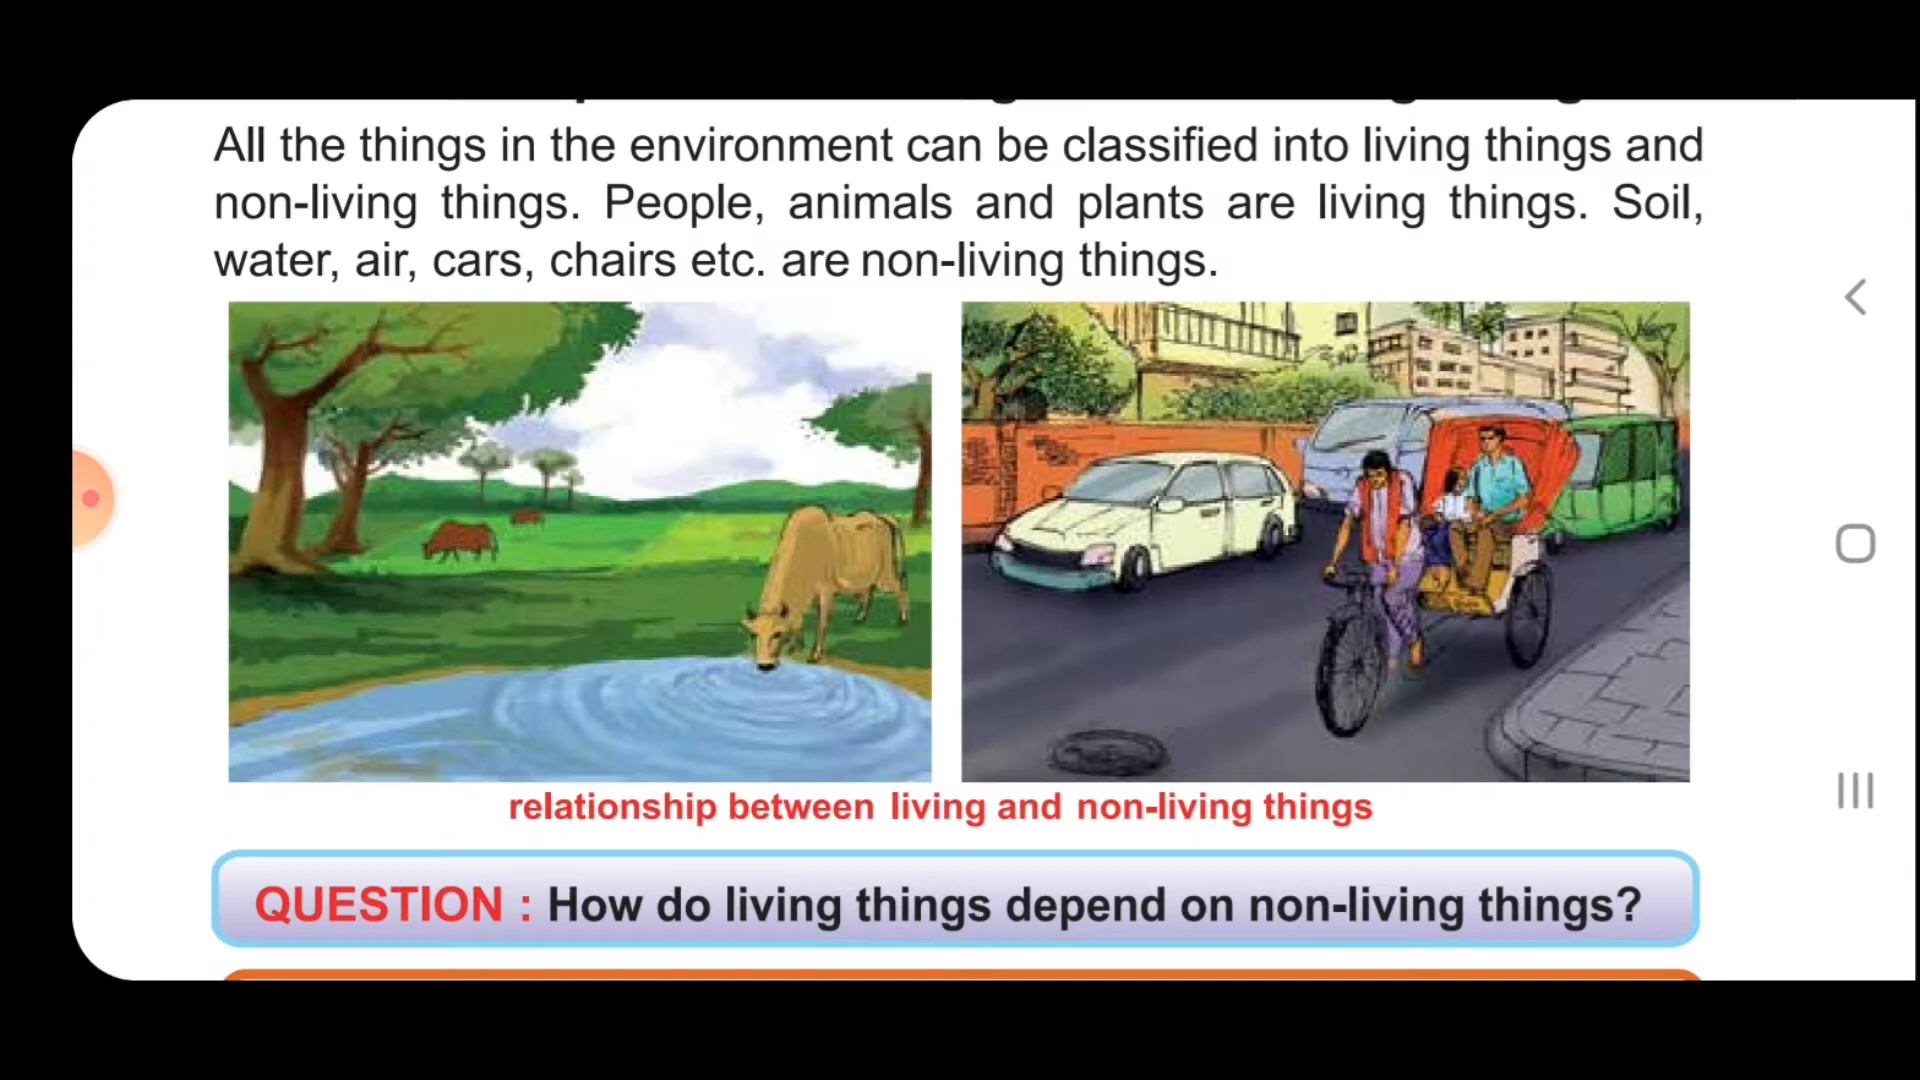 All the things in the environment can be classified into living things and
non-living things. People, animals and plants are living things. Soil,
water, air, cars, chairs etc. are non-living things.
relationship between living and non-living things
QUESTION : How do living things depend on non-living things?